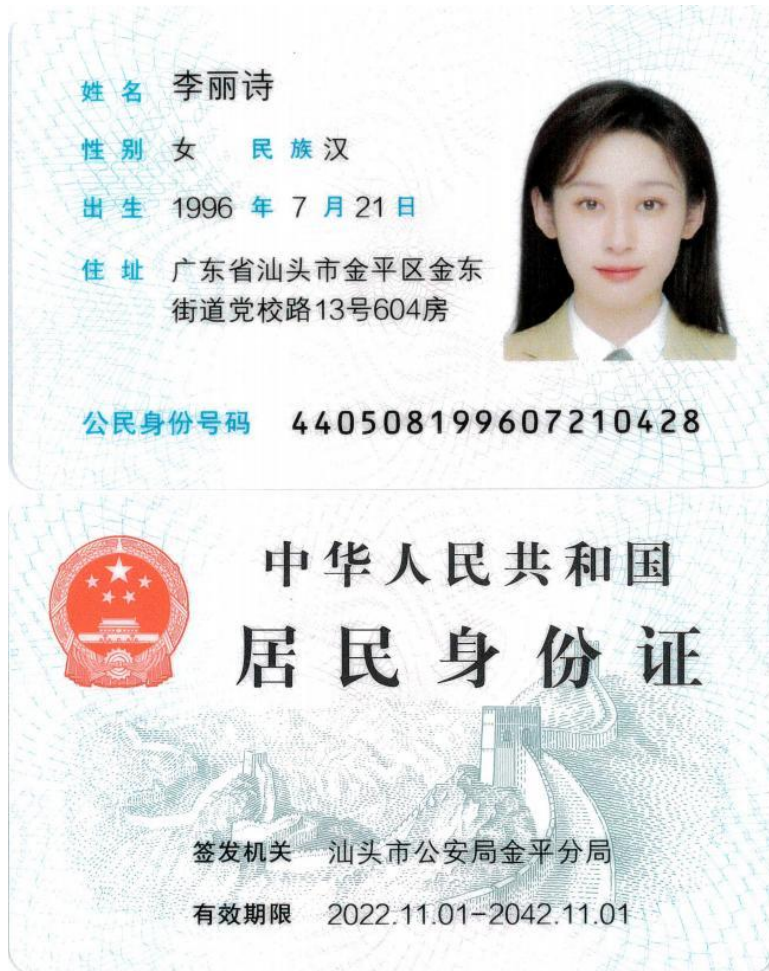 姓名 李丽诗
性别 女 民族 汉
出生 1996 年 7 月 21 日
住址 广东省汕头市金平区金东
街道党校路13号604房
公民身份号码 440508199607210428
中华人民共和国
居民身份证
签发机关 汕头市公安局金平分局
有效期限 2022.11.01-2042.11.01